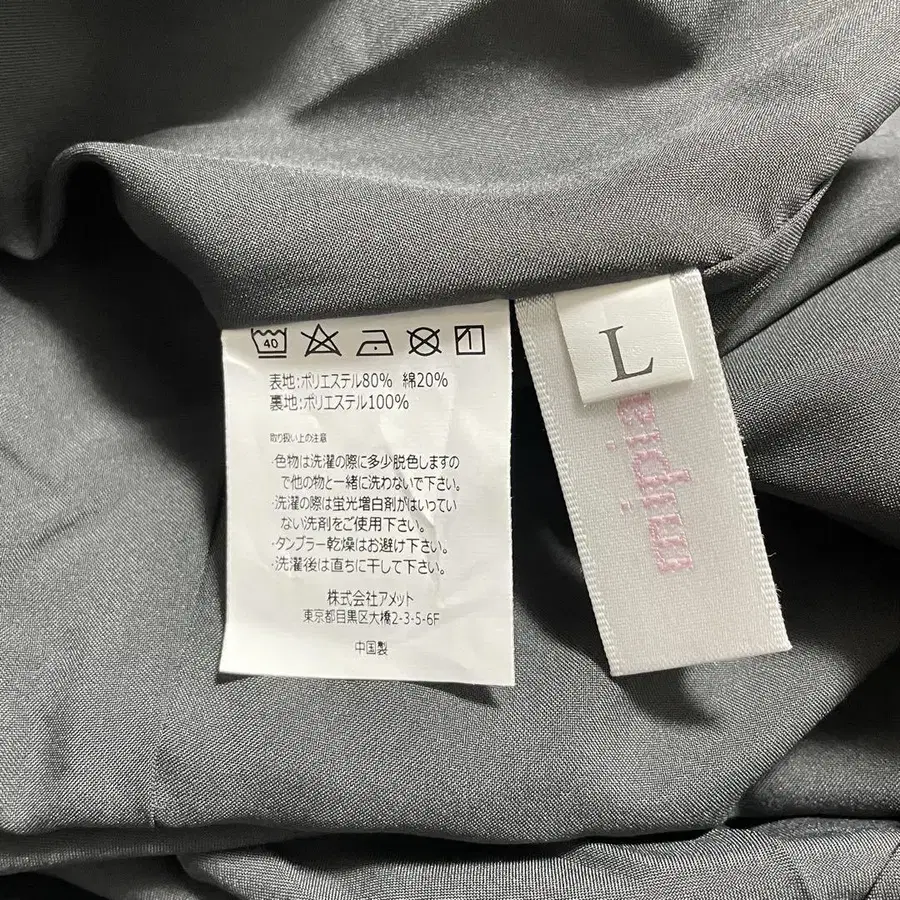 40
表地:ポリエステル80% 綿20%
裏地:ポリエステル100%
取り扱い上の注意
・色物は洗濯の際に多少脱色しますの
で他の物と一緒に洗わないで下さい。
・洗濯の際は蛍光増白剤がはいってい
ない洗剤をご使用下さい。
・タンブラー乾燥はお避け下さい。
・洗濯後は直ちに干して下さい。
株式会社アメット
東京都目黒区大橋2-3-5-6F
中国製
L